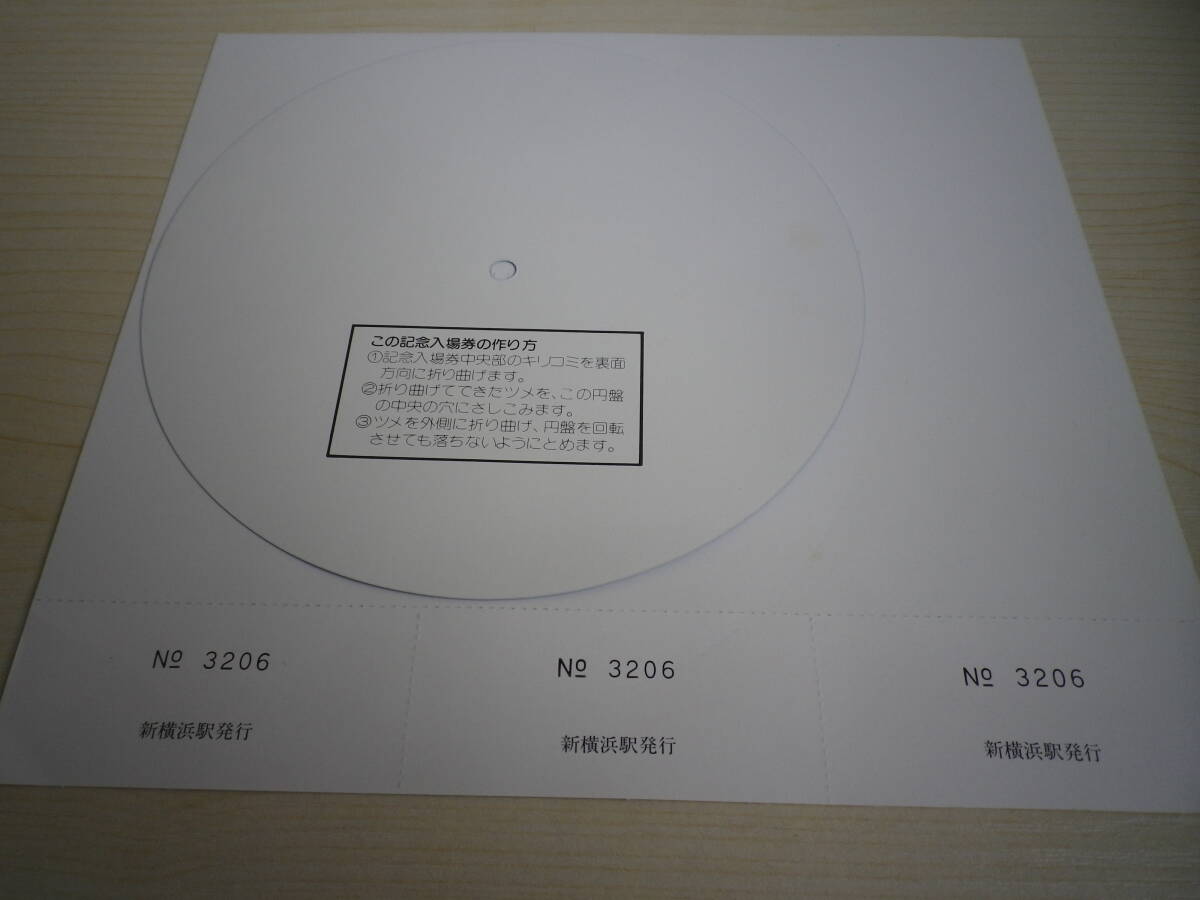 この記念入場券の作り方
①記念入場券中央部のキリコミを裏面
方向に折り曲げます。
②折り曲げてできたツメを、この円盤
の中央の穴にさしこみます。
③ツメを外側に折り曲げ、円盤を回転
させても落ちないようにとめます。
№ 3206
№ 3206
№ 3206
新横浜駅発行
新横浜駅発行
新横浜駅発行